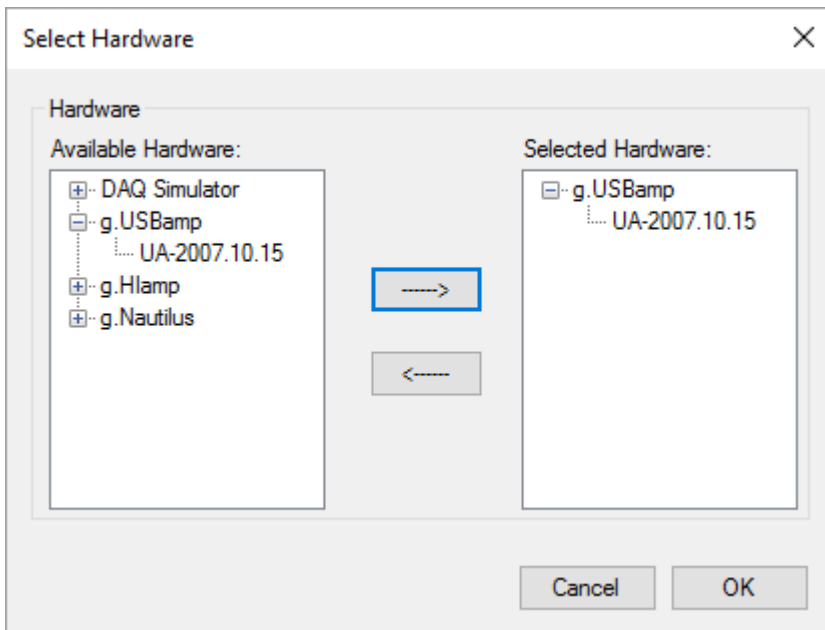 Select Hardware
Hardware
Available Hardware:
DAQ Simulator
g.USBamp
UA-2007.10.15
g.HIamp
g.Nautilus
------>
<------
Selected Hardware:
g.USBamp
UA-2007.10.15
Cancel
OK